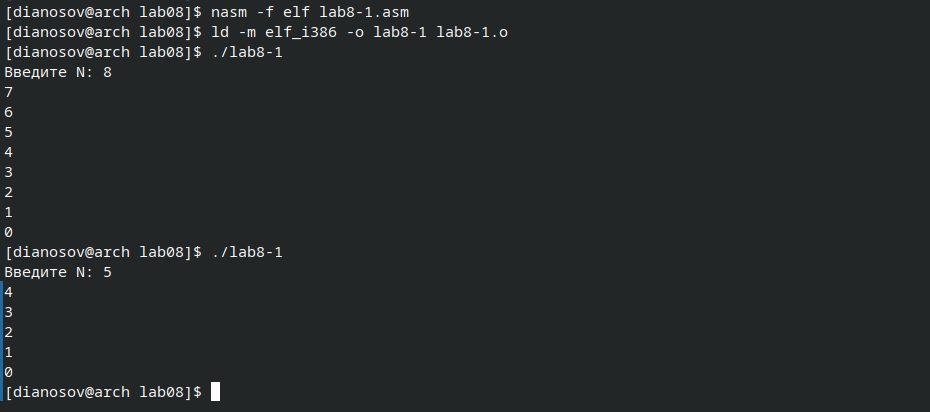 [dianosov@arch lab08]$ nasm -f elf lab8-1.asm
[dianosov@arch lab08]$ ld -m elf_i386 -o lab8-1 lab8-1.o
[dianosov@arch lab08]$ ./lab8-1
Введите N: 8
7
6
5
4
3
2
1
0
[dianosov@arch lab08]$ ./lab8-1
Введите N: 5
4
3
2
1
0
[dianosov@arch lab08]$